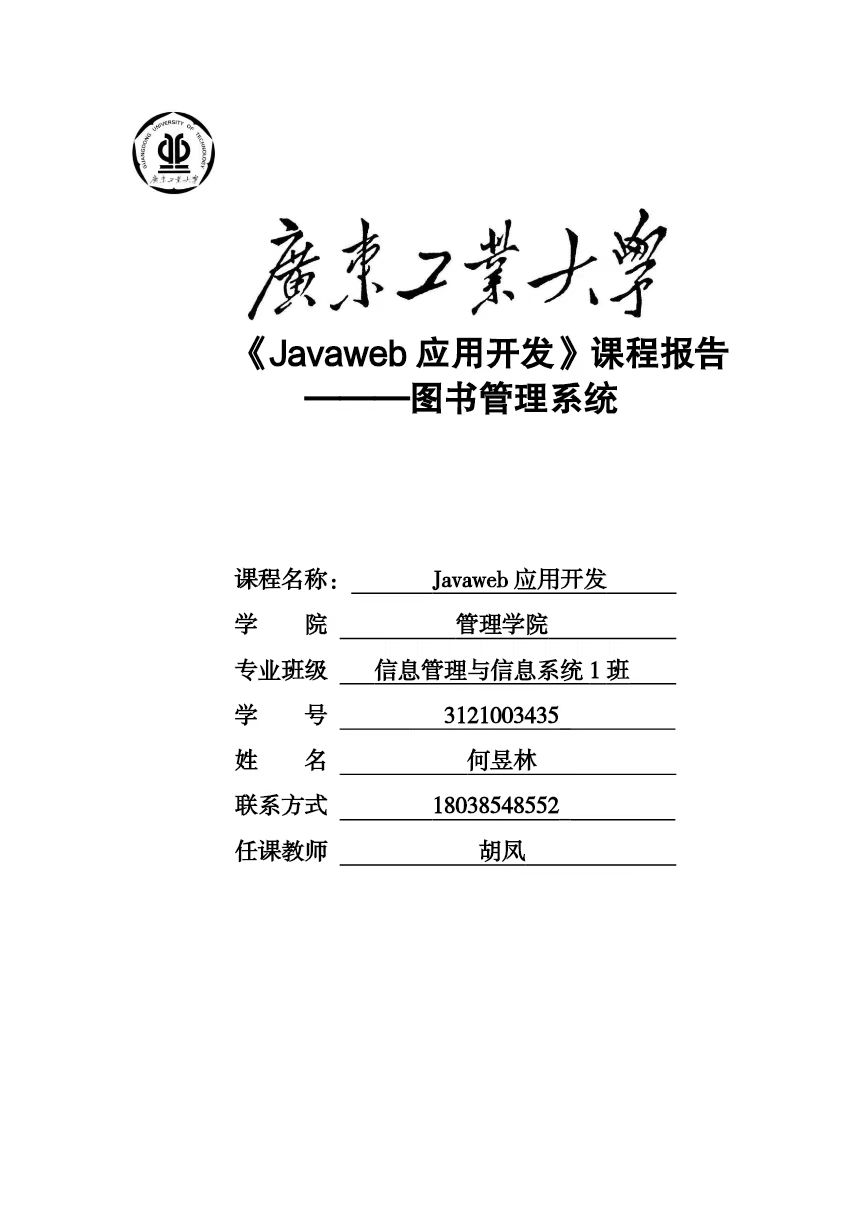 GUANGDONG UNIVERSITY OF TECHNOLOGY
广东工业大学
廣東工業大學
《Javaweb 应用开发》课程报告
———图书管理系统
课程名称： Javaweb 应用开发
学 院 管理学院
专业班级 信息管理与信息系统 1 班
学 号 3121003435
姓 名 何昱林
联系方式 18038548552
任课教师 胡凤